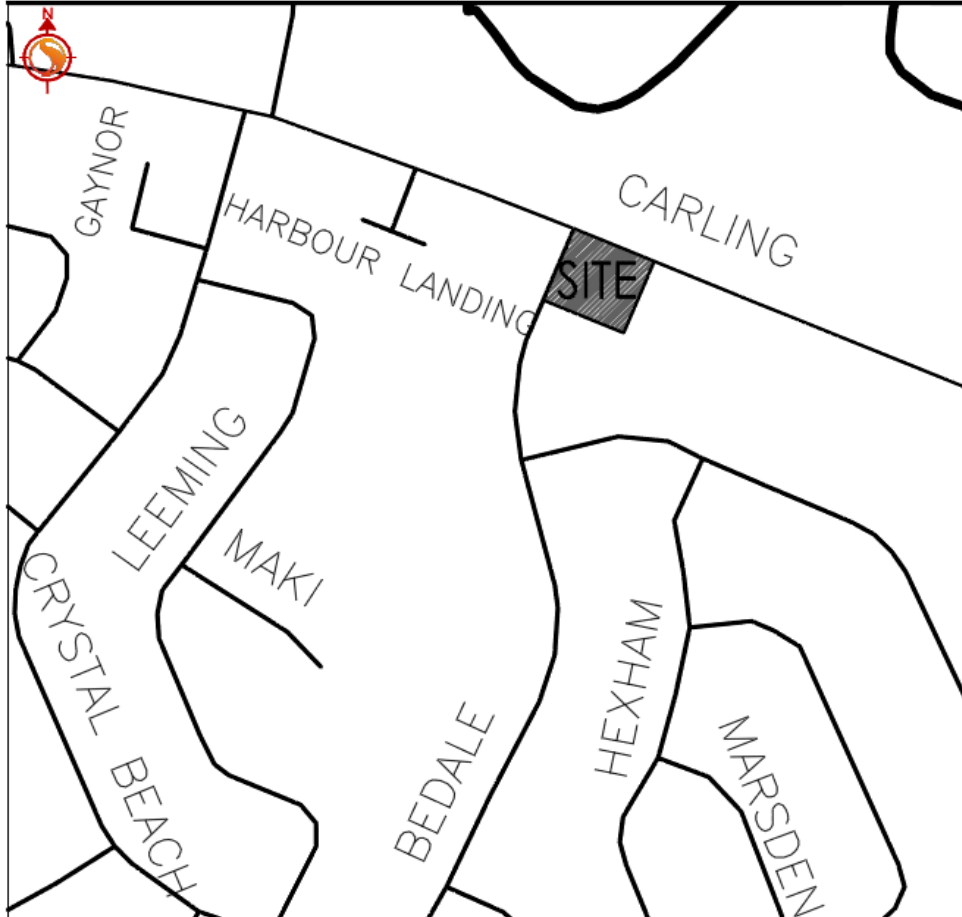 N
GAYNOR
CARLING
HARBOUR LANDING
SITE
LEEMING
MAKI
CRYSTAL BEACH
HEXHAM
BEDALE
MARSDEN